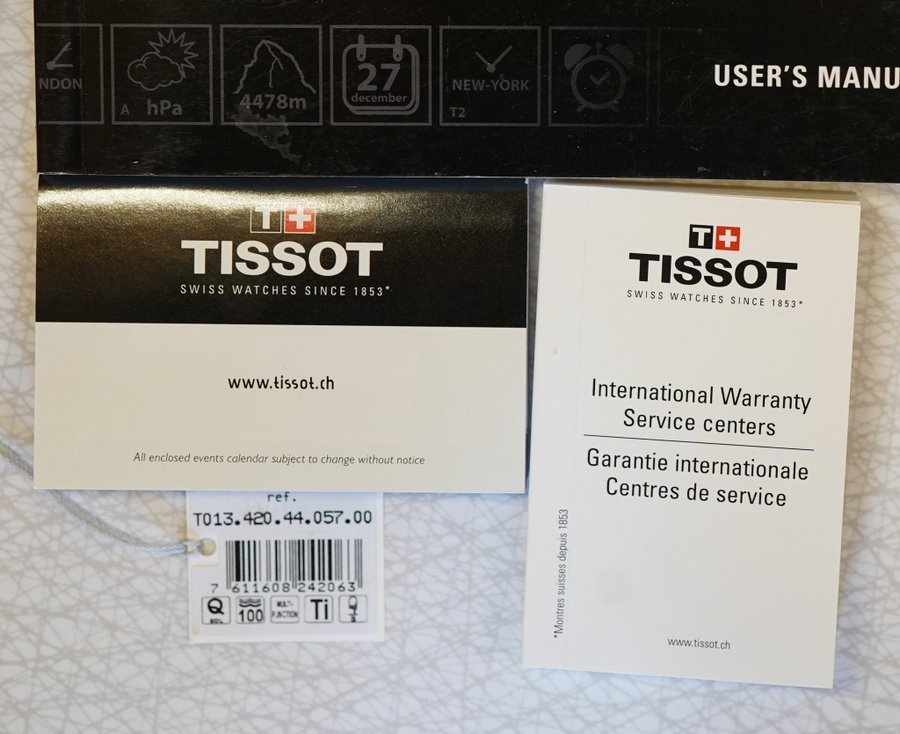 NDON
A hPa
4478m
27
december
NEW-YORK
T2
USER'S MANU
T
TISSOT
SWISS WATCHES SINCE 1853*
www.tissot.ch
All enclosed events calendar subject to change without notice
T
TISSOT
SWISS WATCHES SINCE 1853*
International Warranty
Service centers
Garantie internationale
Centres de service
*Montres suisses depuis 1853
www.tissot.ch
ref.
T013.420.44.057.00
7 611608 242063
Q
100
MULTI
FUNCTION
Ti